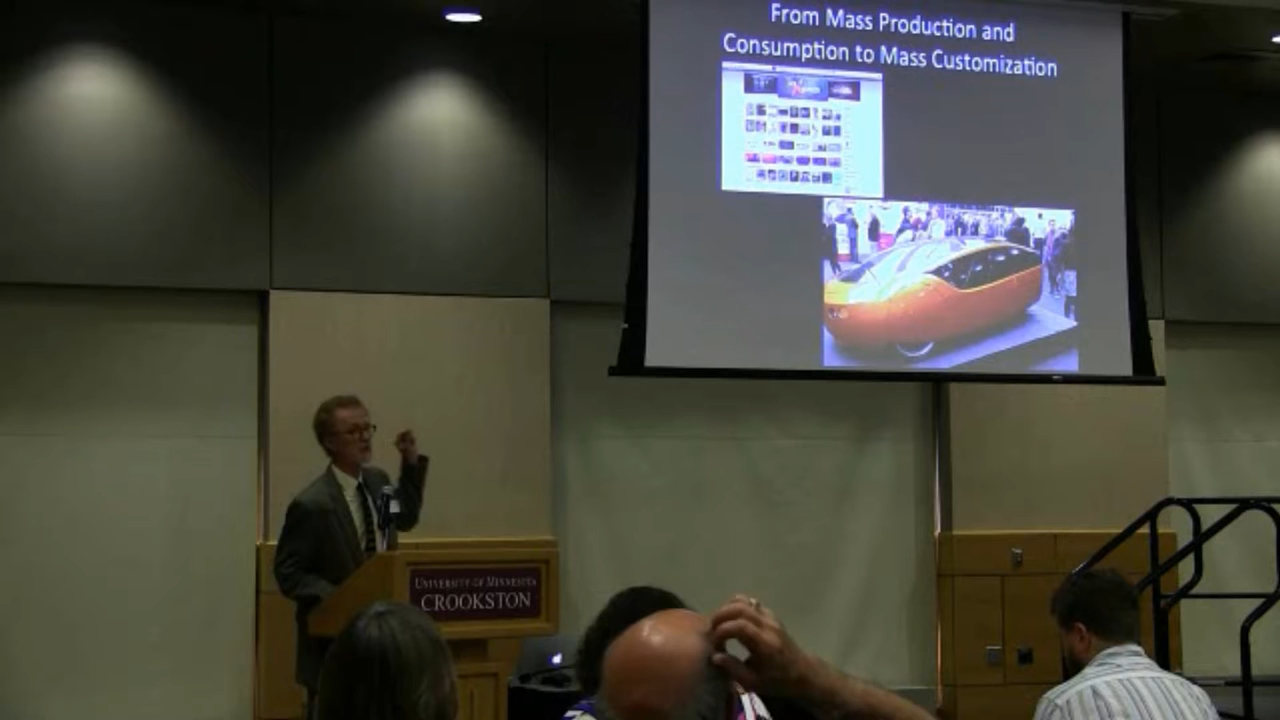 From Mass Production and
Consumption to Mass Customization
UNIVERSITY OF MINNESOTA
CROOKSTON